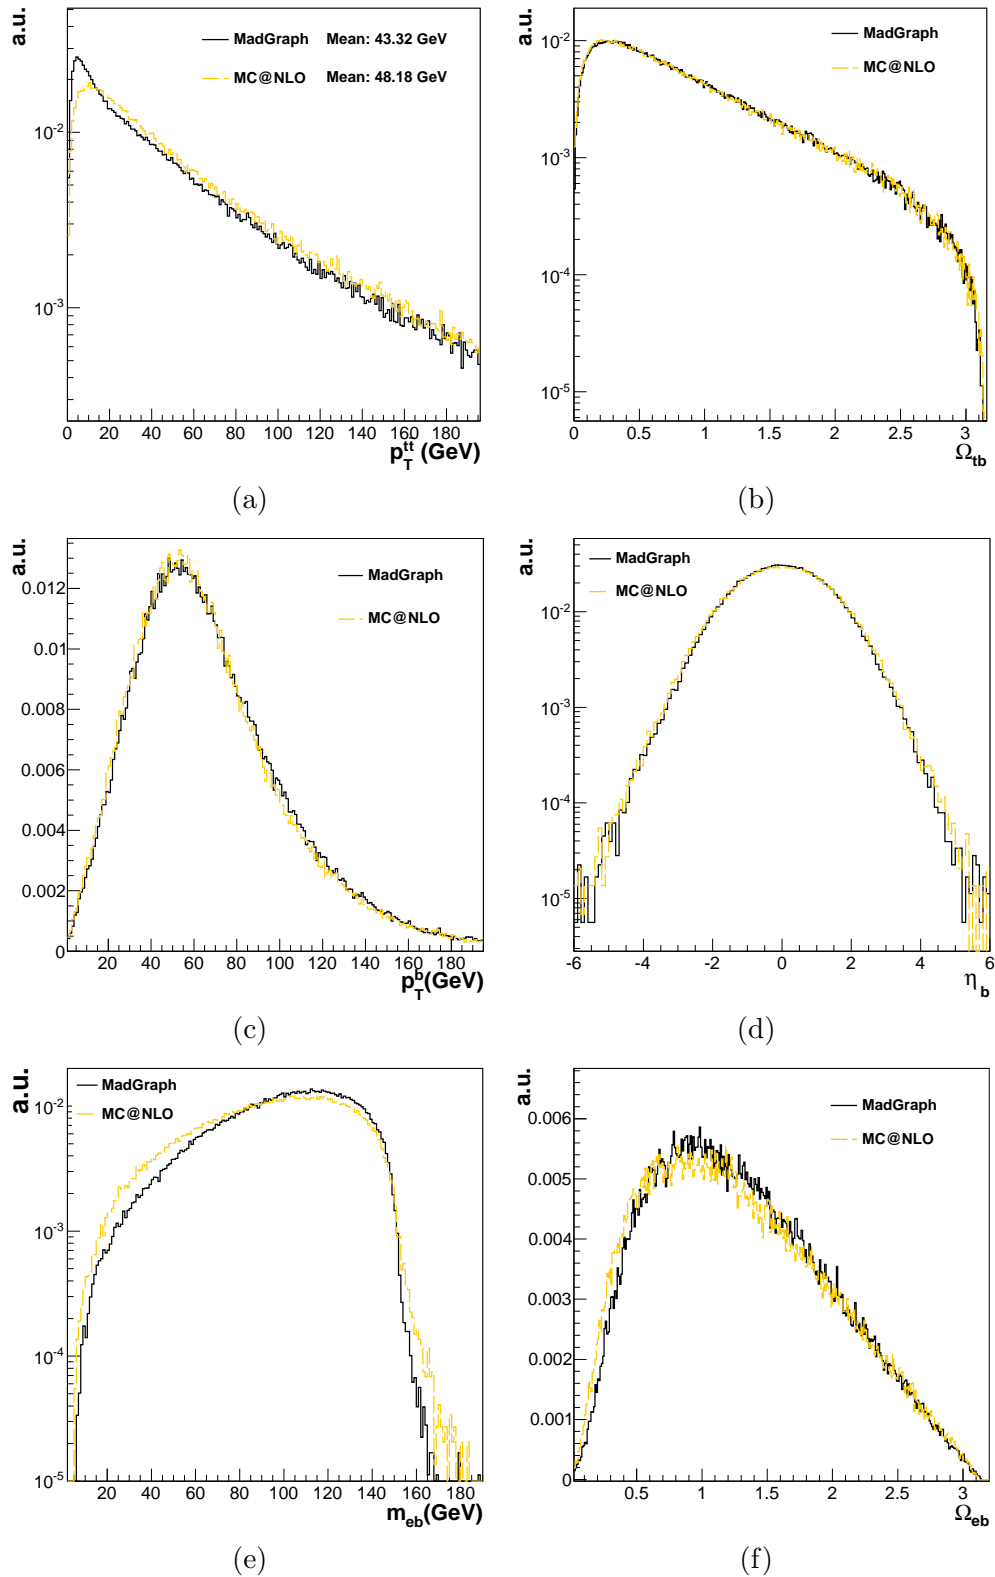 a.u.
MadGraph Mean: 43.32 GeV
MC@NLO Mean: 48.18 GeV
10-2
10-3
0 20 40 60 80 100 120 140 160 180
pTtt (GeV)
(a)
a.u.
MadGraph
MC@NLO
10-2
10-3
10-4
10-5
0 0.5 1 1.5 2 2.5 3
Ωtb
(b)
a.u.
MadGraph
MC@NLO
0.012
0.01
0.008
0.006
0.004
0.002
0
0 20 40 60 80 100 120 140 160 180
pTb(GeV)
(c)
a.u.
MadGraph
MC@NLO
10-2
10-3
10-4
10-5
-6 -4 -2 0 2 4 6
ηb
(d)
a.u.
MadGraph
MC@NLO
10-2
10-3
10-4
10-5
20 40 60 80 100 120 140 160 180
meb(GeV)
(e)
a.u.
MadGraph
MC@NLO
0.006
0.005
0.004
0.003
0.002
0.001
0
0.5 1 1.5 2 2.5 3
Ωeb
(f)